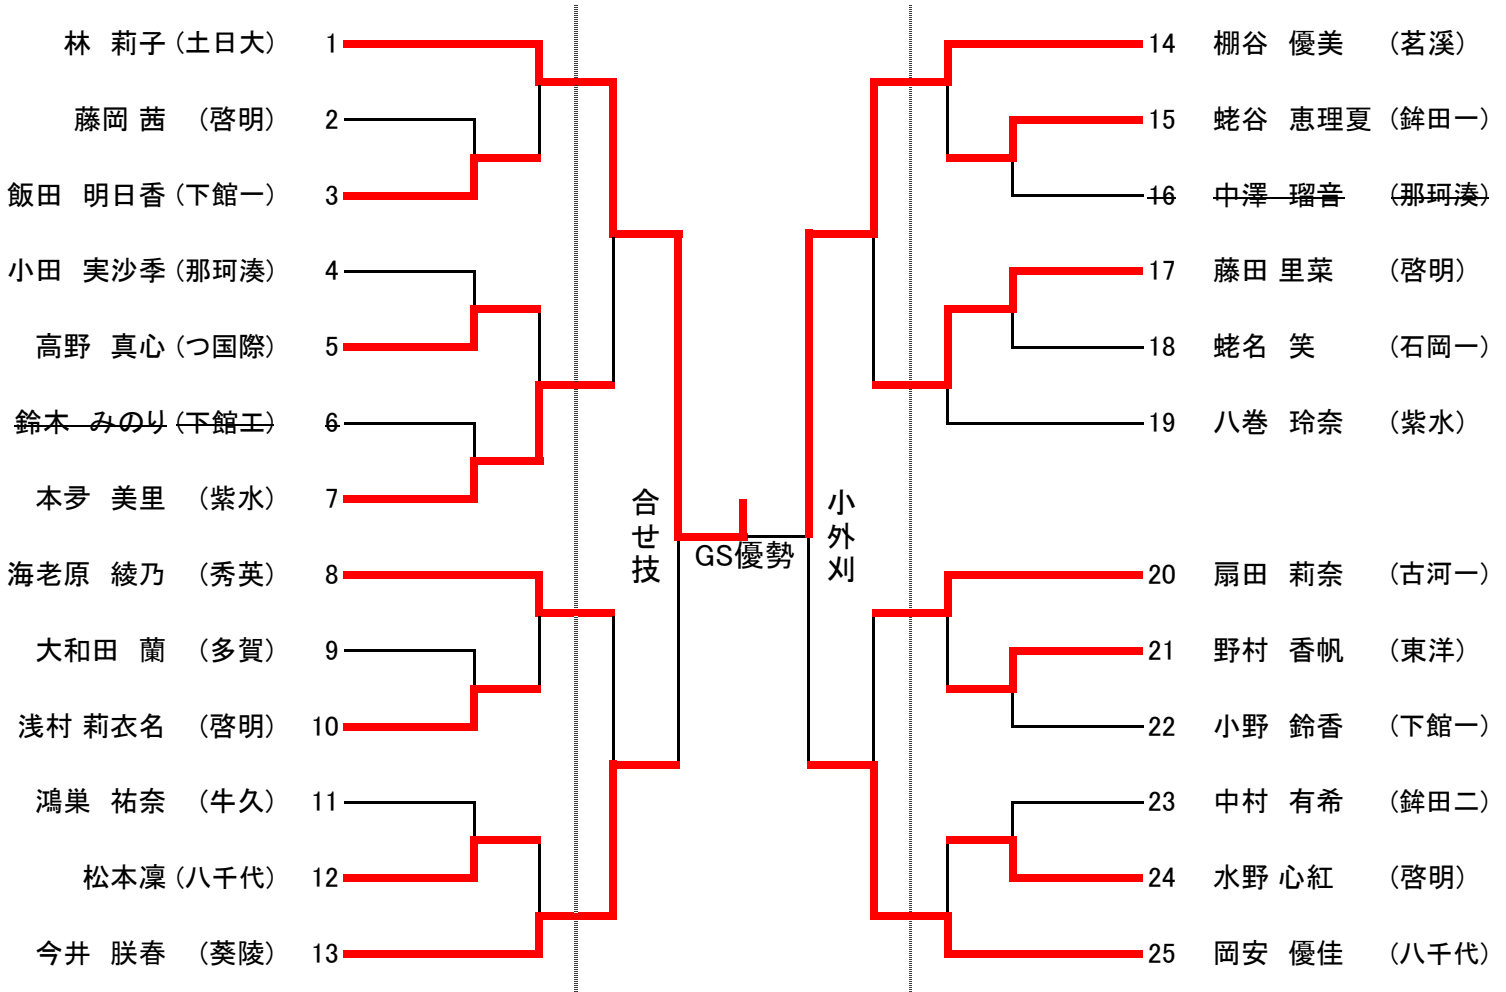 林 莉子 (土日大) 1
藤岡 茜 (啓明) 2
飯田 明日香 (下館一) 3
小田 実沙季 (那珂湊) 4
高野 真心 (つ国際) 5
鈴木 みのり (下館工) 6
本多 美里 (紫水) 7
海老原 綾乃 (秀英) 8
大和田 蘭 (多賀) 9
浅村 莉衣名 (啓明) 10
鴻巣 祐奈 (牛久) 11
松本凜 (八千代) 12
今井 朕春 (葵陵) 13
合せ技
GS優勢
小外刈
14 棚谷 優美 (茗溪)
15 蛯谷 恵理夏 (鉾田一)
16 中澤 瑠音 (那珂湊)
17 藤田 里菜 (啓明)
18 蛯名 笑 (石岡一)
19 八巻 玲奈 (紫水)
20 扇田 莉奈 (古河一)
21 野村 香帆 (東洋)
22 小野 鈴香 (下館一)
23 中村 有希 (鉾田二)
24 水野 心紅 (啓明)
25 岡安 優佳 (八千代)